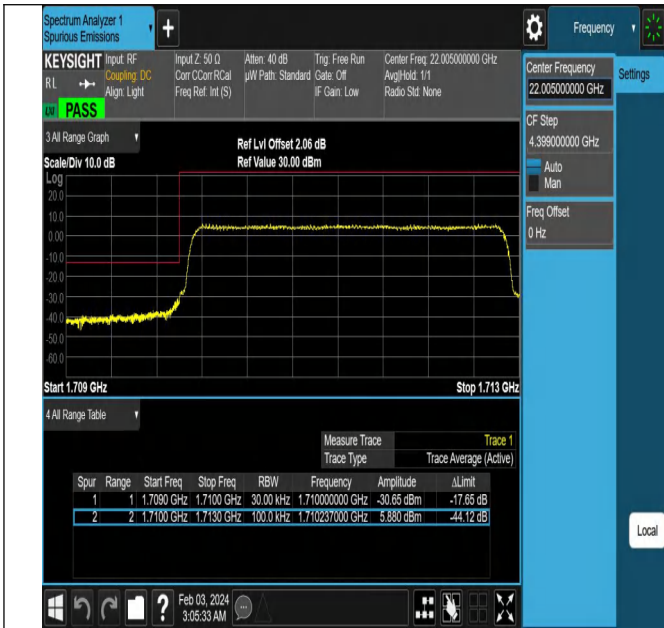 Spectrum Analyzer 1
Spurious Emissions
Frequency
KEYSIGHT
RL
Input: RF
Coupling: DC
Align: Light
Input Z: 50 Ω
Corr CCorr RCal
Freq Ref: Int (S)
Atten: 40 dB
µW Path: Standard
Trig: Free Run
Gate: Off
IF Gain: Low
Center Freq: 22.005000000 GHz
Avg|Hold: 1/1
Radio Std: None
PASS
Center Frequency
22.005000000 GHz
Settings
CF Step
4.399000000 GHz
Auto
Man
Freq Offset
0 Hz
3 All Range Graph
Scale/Div 10.0 dB
Ref Lvl Offset 2.06 dB
Ref Value 30.00 dBm
Log
20.0
10.0
0.00
-10.0
-20.0
-30.0
-40.0
-50.0
-60.0
Start 1.709 GHz Stop 1.713 GHz
4 All Range Table
Measure Trace Trace 1
Trace Type Trace Average (Active)
Spur Range Start Freq Stop Freq RBW Frequency Amplitude ΔLimit
1 1 1.7090 GHz 1.7100 GHz 30.00 kHz 1.710000000 GHz -30.65 dBm -17.65 dB
2 2 1.7100 GHz 1.7130 GHz 100.0 kHz 1.710237000 GHz 5.880 dBm -44.12 dB
Local
?
Feb 03, 2024
3:05:33 AM